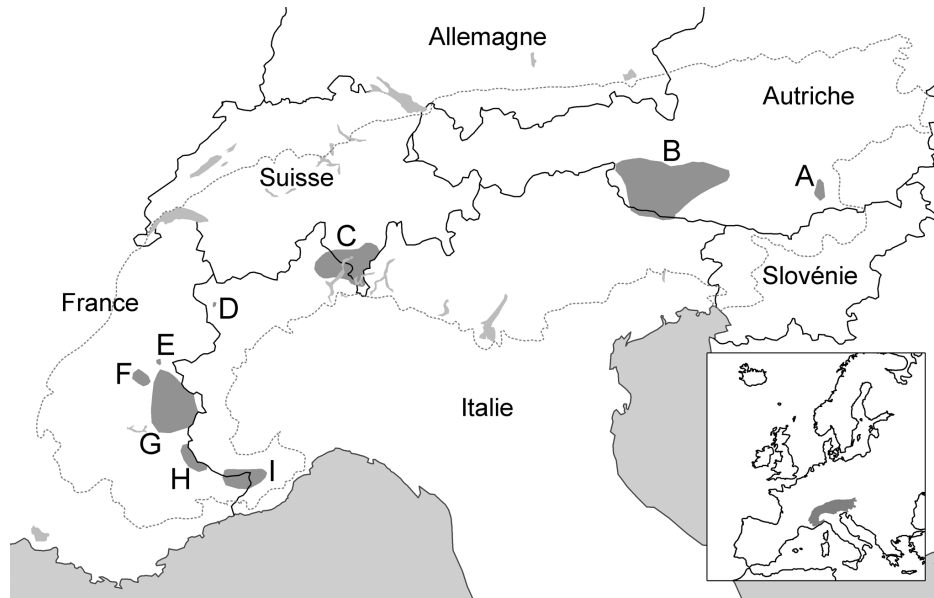 Allemagne
Autriche
B
A
Suisse
C
Slovénie
France
D
E
F
Italie
G
H
I